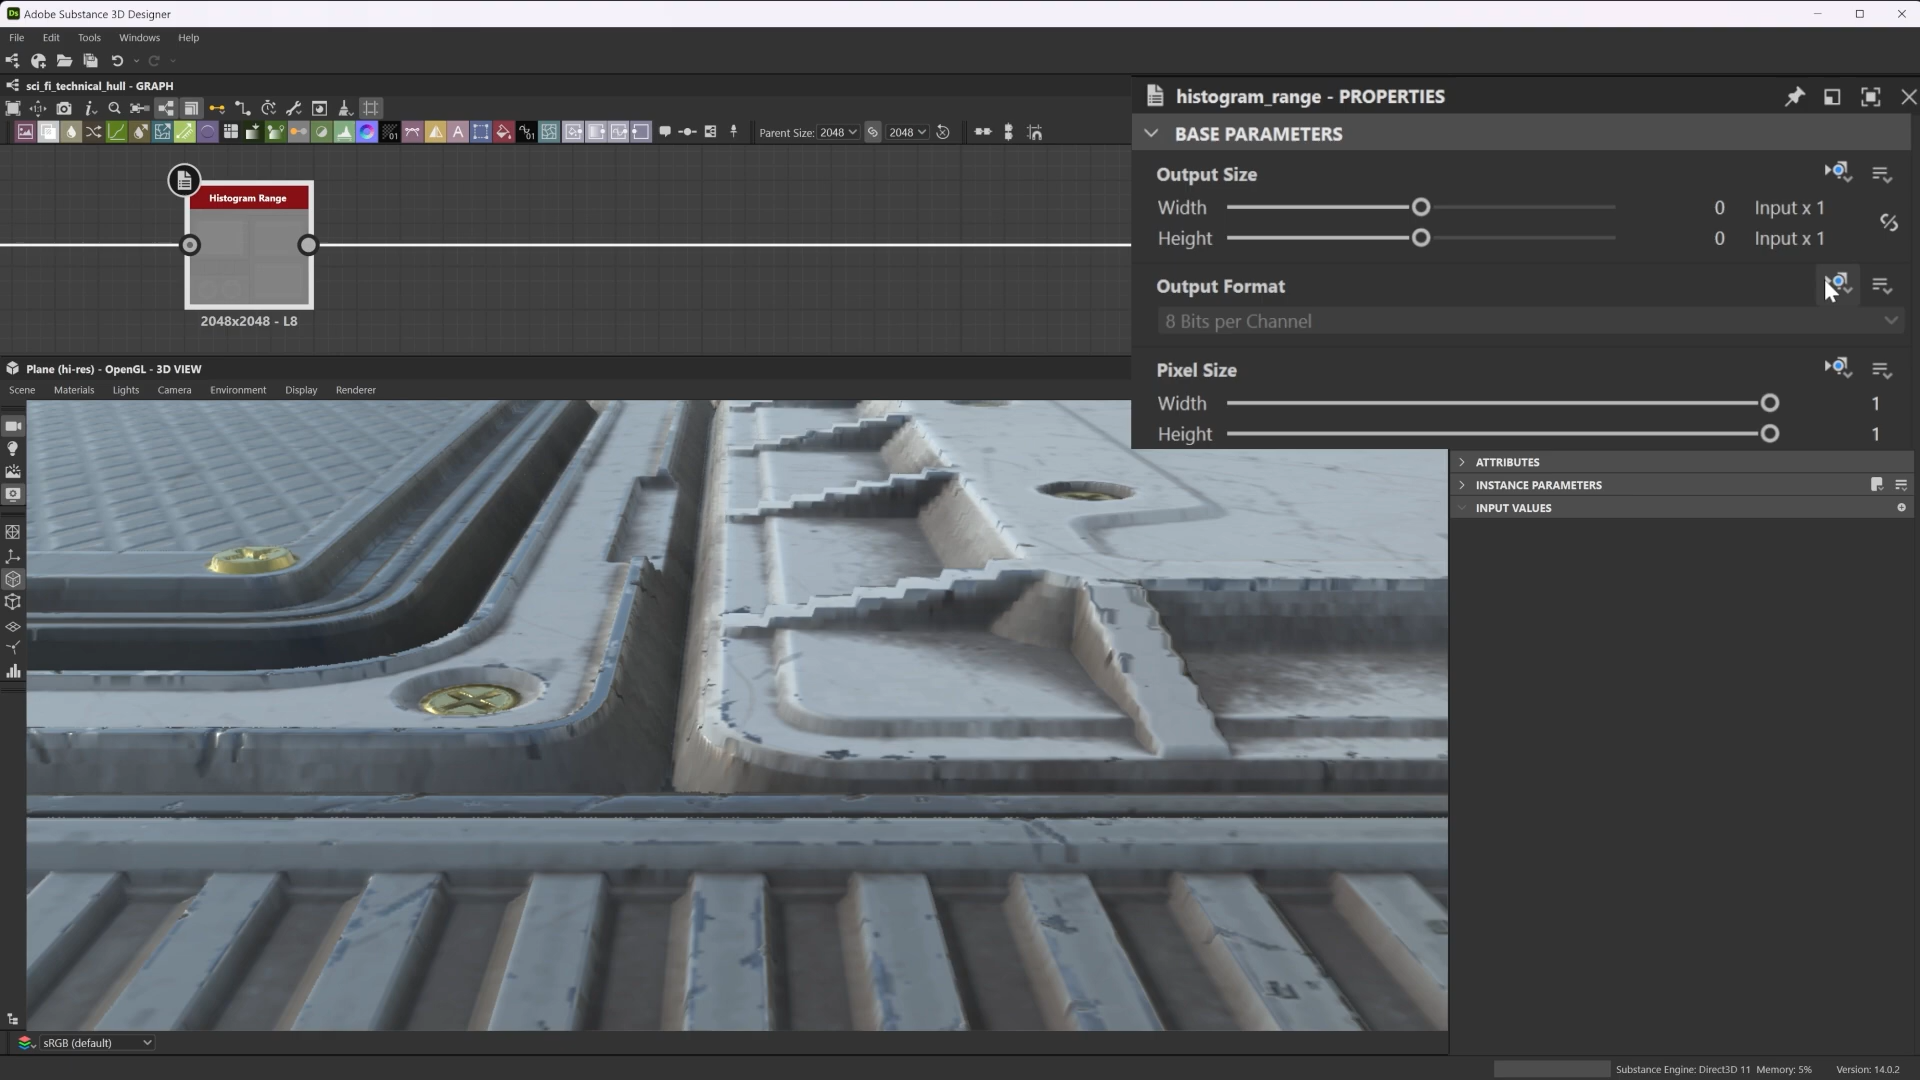 Ds Adobe Substance 3D Designer
File Edit Tools Windows Help
sci_fi_technical_hull - GRAPH
Parent Size: 2048 2048
Histogram Range
2048x2048 - L8
histogram_range - PROPERTIES
BASE PARAMETERS
Output Size
Width 0 Input x 1
Height 0 Input x 1
Output Format
8 Bits per Channel
Pixel Size
Width 1
Height 1
Plane (hi-res) - OpenGL - 3D VIEW
Scene Materials Lights Camera Environment Display Renderer
ATTRIBUTES
INSTANCE PARAMETERS
INPUT VALUES
sRGB (default)
Substance Engine: Direct3D 11 Memory: 5% Version: 14.0.2